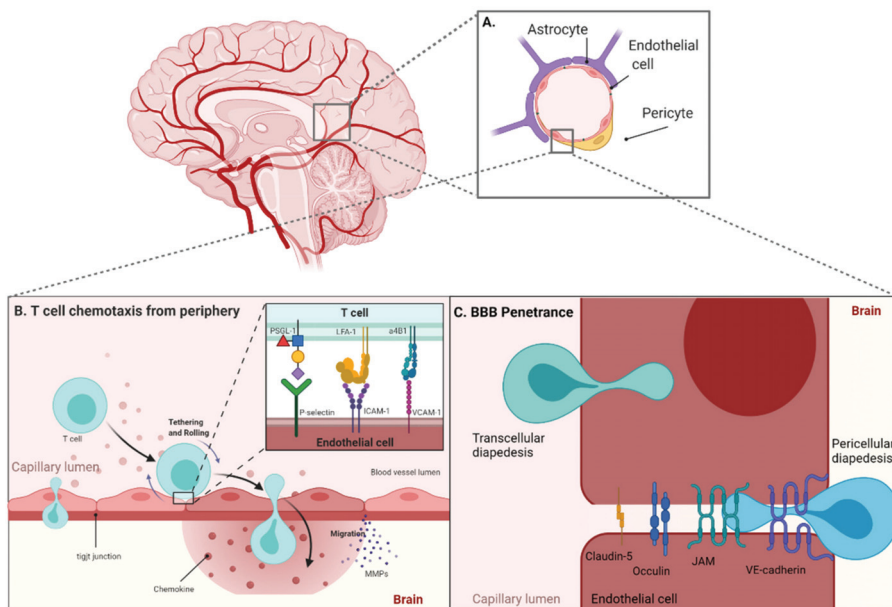 A.
Astrocyte
Endothelial
cell
Pericyte
B. T cell chemotaxis from periphery
T cell
PSGL-1
LFA-1
a4B1
P-selectin
ICAM-1
VCAM-1
Endothelial cell
T cell
Tethering
and Rolling
Capillary lumen
Blood vessel lumen
tigjt junction
Chemokine
Migration
MMPs
Brain
C. BBB Penetrance
Brain
Transcellular
diapedesis
Pericellular
diapedesis
Claudin-5
Occulin
JAM
VE-cadherin
Capillary lumen
Endothelial cell